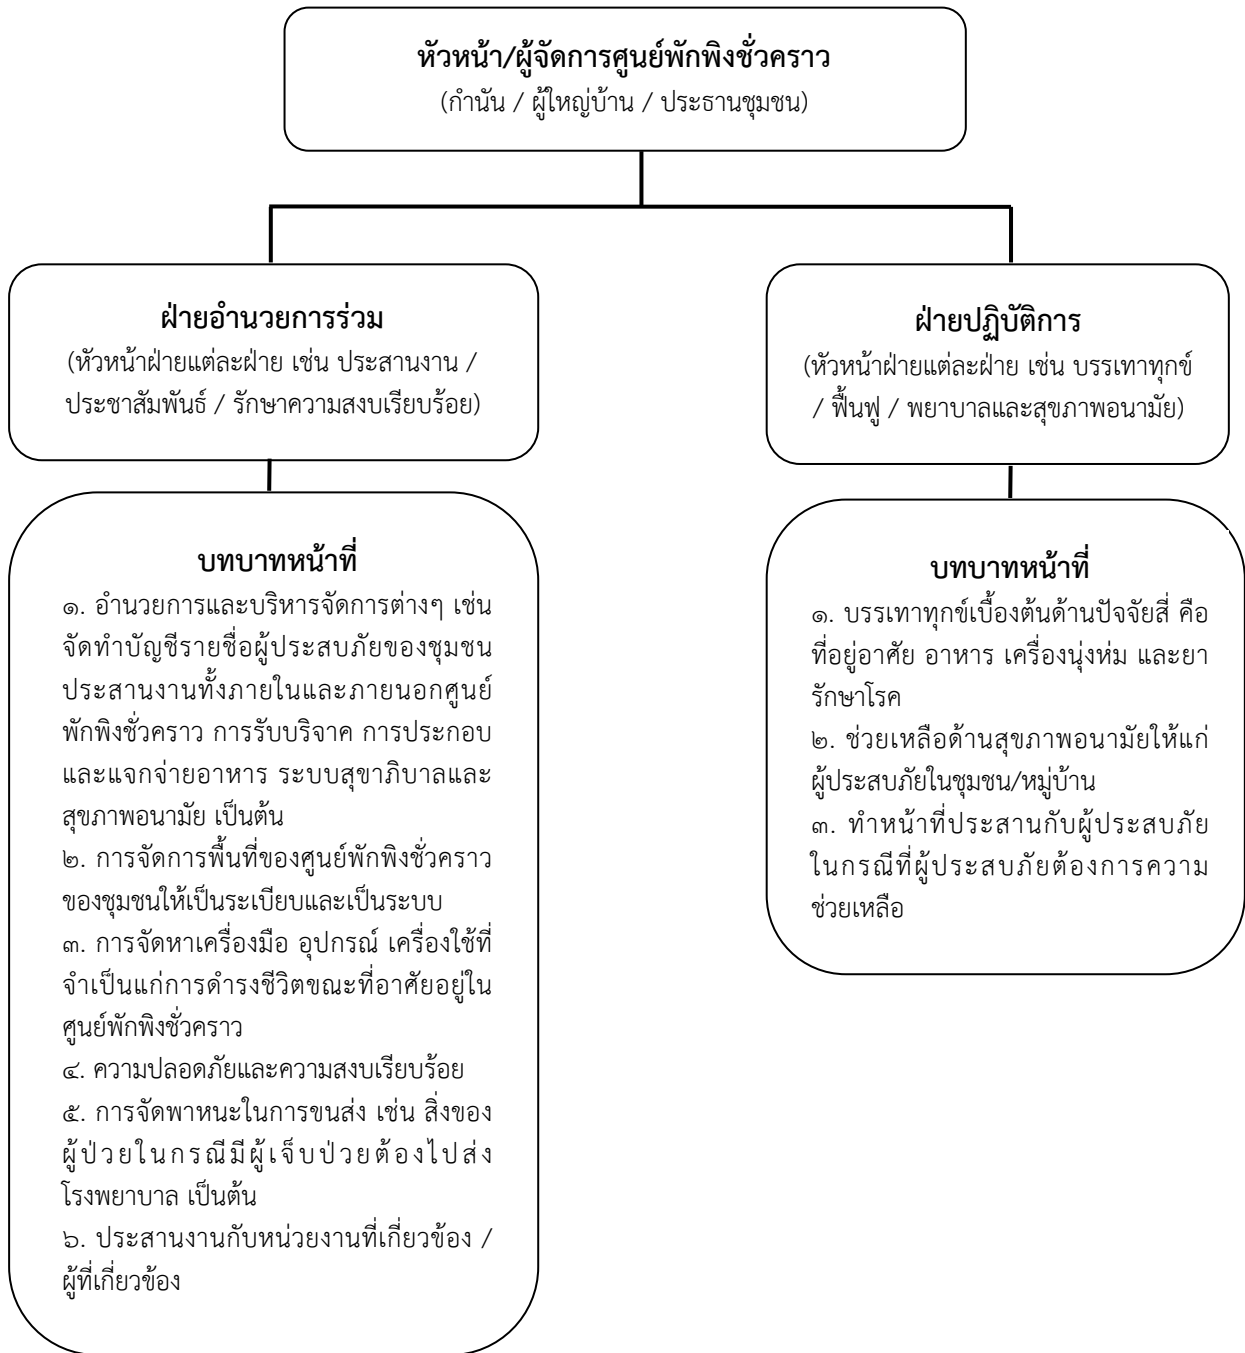 หัวหน้า/ผู้จัดการศูนย์พักพิงชั่วคราว
(กำนัน / ผู้ใหญ่บ้าน / ประธานชุมชน)
ฝ่ายอำนวยการร่วม
(หัวหน้าฝ่ายแต่ละฝ่าย เช่น ประสานงาน /
ประชาสัมพันธ์ / รักษาความสงบเรียบร้อย)
ฝ่ายปฏิบัติการ
(หัวหน้าฝ่ายแต่ละฝ่าย เช่น บรรเทาทุกข์
/ ฟื้นฟู / พยาบาลและสุขภาพอนามัย)
บทบาทหน้าที่
๑. อำนวยการและบริหารจัดการต่างๆ เช่น
จัดทำบัญชีรายชื่อผู้ประสบภัยของชุมชน
ประสานงานทั้งภายในและภายนอกศูนย์
พักพิงชั่วคราว การรับบริจาค การประกอบ
และแจกจ่ายอาหาร ระบบสุขาภิบาลและ
สุขภาพอนามัย เป็นต้น
๒. การจัดการพื้นที่ของศูนย์พักพิงชั่วคราว
ของชุมชนให้เป็นระเบียบและเป็นระบบ
๓. การจัดหาเครื่องมือ อุปกรณ์ เครื่องใช้ที่
จำเป็นแก่การดำรงชีวิตขณะที่อาศัยอยู่ใน
ศูนย์พักพิงชั่วคราว
๔. ความปลอดภัยและความสงบเรียบร้อย
๕. การจัดพาหนะในการขนส่ง เช่น สิ่งของ
ผู้ป่วยในกรณีมีผู้เจ็บป่วยต้องไปส่ง
โรงพยาบาล เป็นต้น
๖. ประสานงานกับหน่วยงานที่เกี่ยวข้อง /
ผู้ที่เกี่ยวข้อง
บทบาทหน้าที่
๑. บรรเทาทุกข์เบื้องต้นด้านปัจจัยสี่ คือ
ที่อยู่อาศัย อาหาร เครื่องนุ่งห่ม และยา
รักษาโรค
๒. ช่วยเหลือด้านสุขภาพอนามัยให้แก่
ผู้ประสบภัยในชุมชน/หมู่บ้าน
๓. ทำหน้าที่ประสานกับผู้ประสบภัย
ในกรณีที่ผู้ประสบภัยต้องการความ
ช่วยเหลือ